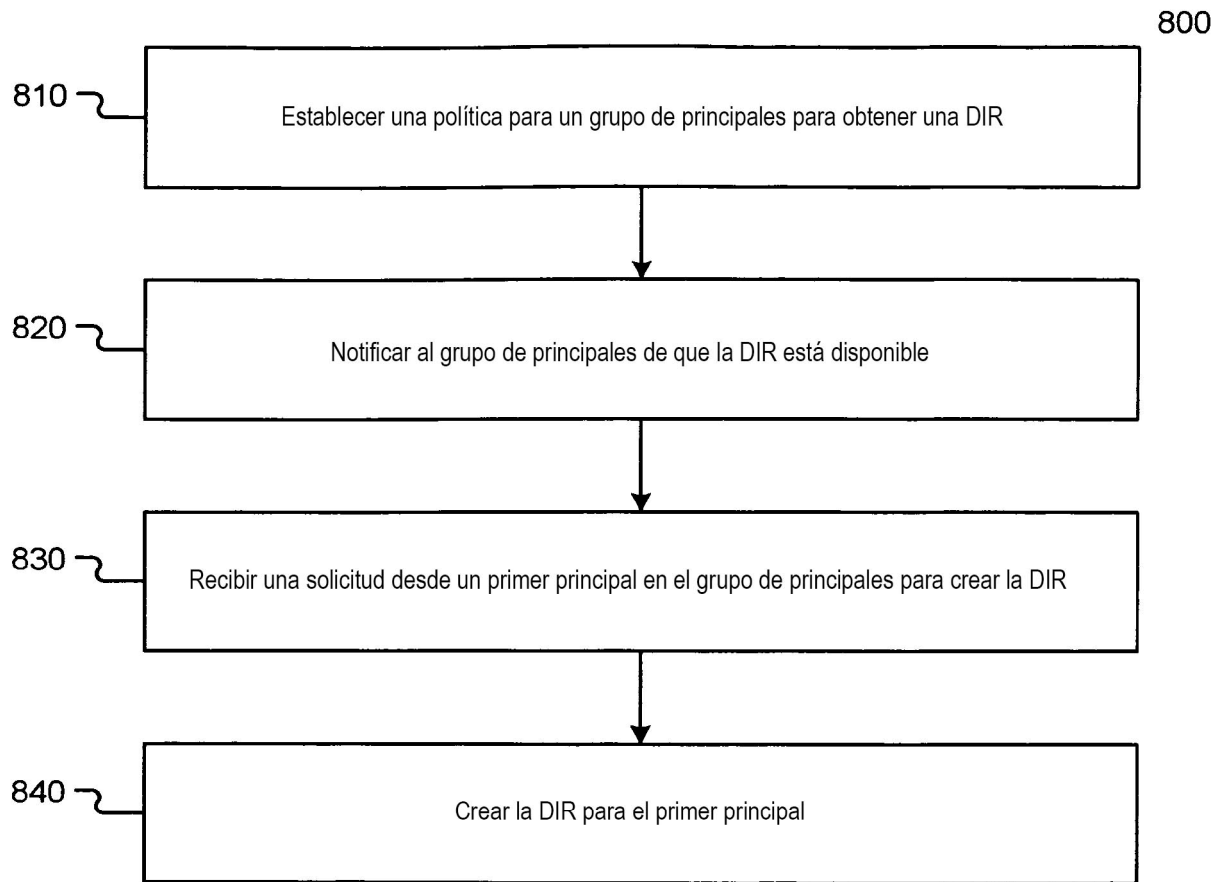 800
810
Establecer una política para un grupo de principales para obtener una DIR
820
Notificar al grupo de principales de que la DIR está disponible
830
Recibir una solicitud desde un primer principal en el grupo de principales para crear la DIR
840
Crear la DIR para el primer principal